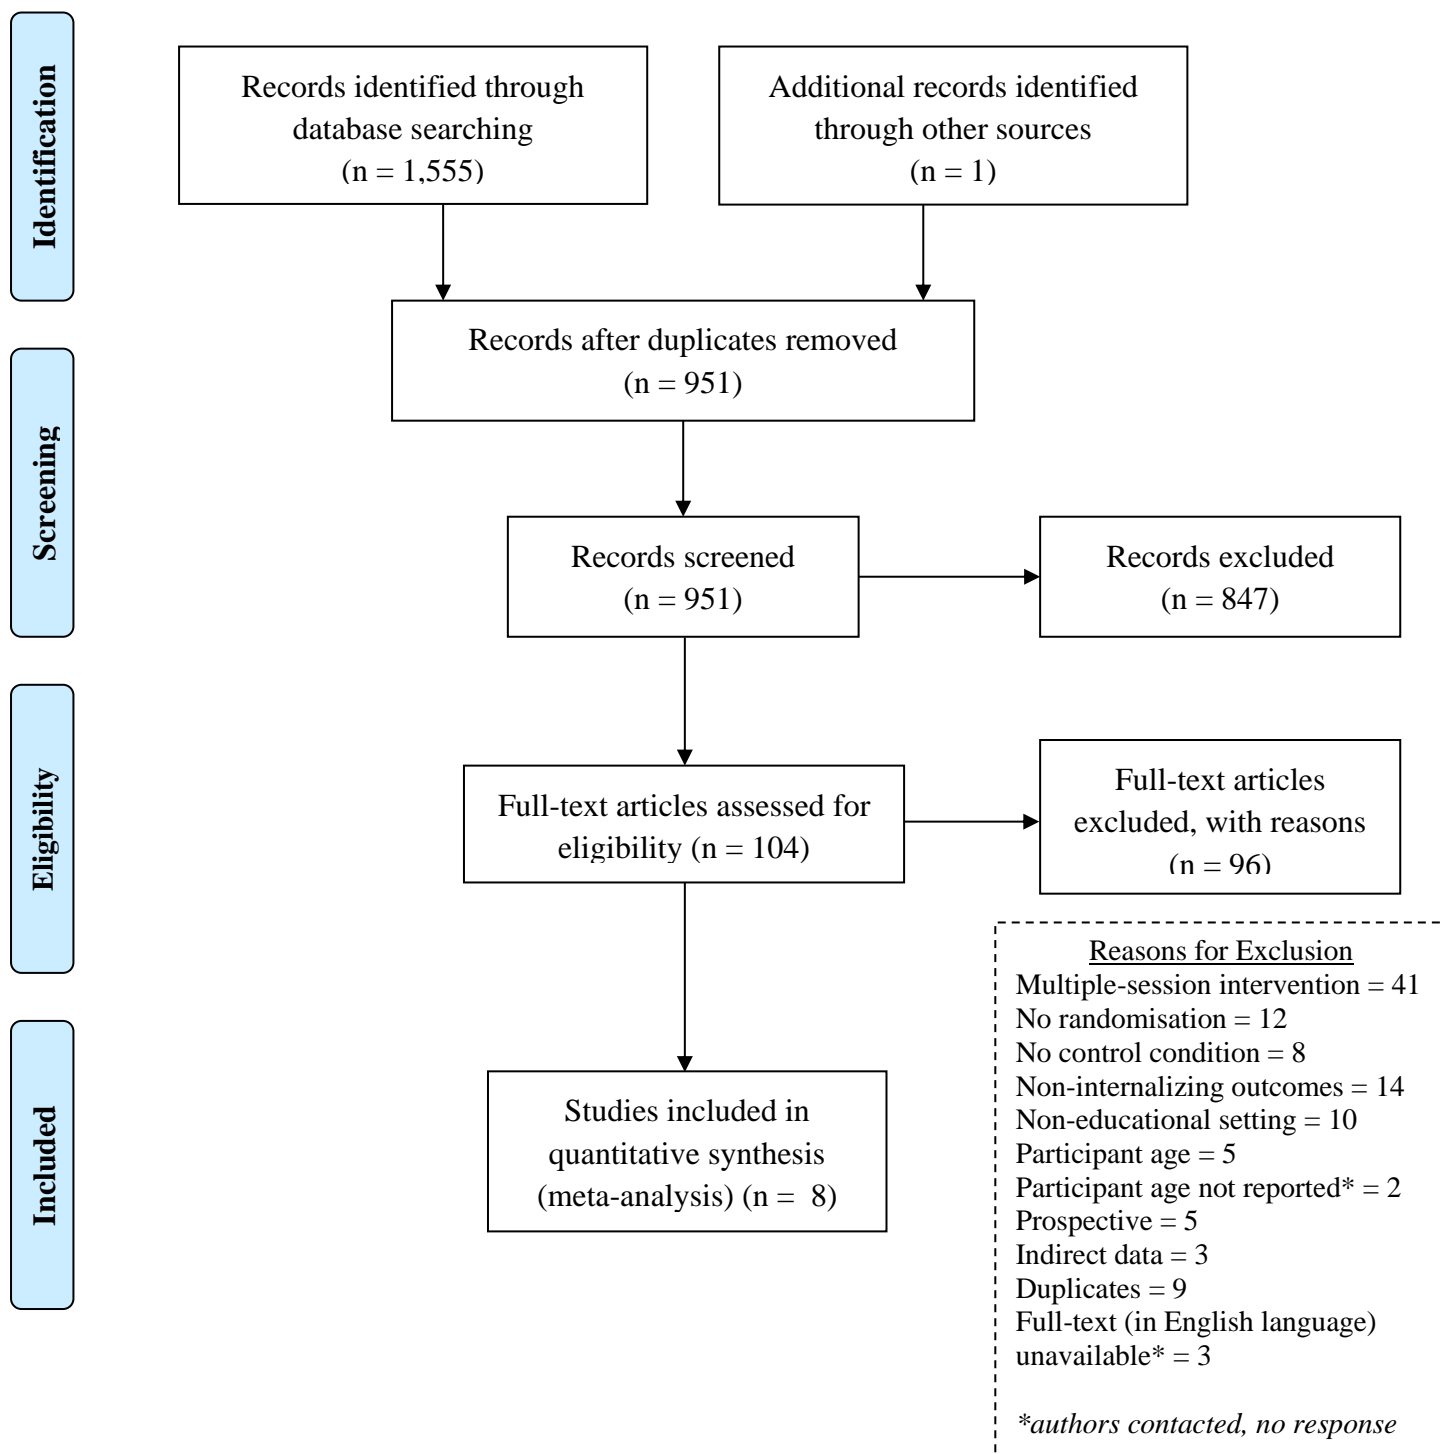 Identification
Records identified through
database searching
(n = 1,555)
Additional records identified
through other sources
(n = 1)
Records after duplicates removed
(n = 951)
Screening
Records screened
(n = 951)
Records excluded
(n = 847)
Eligibility
Full-text articles assessed for
eligibility (n = 104)
Full-text articles
excluded, with reasons
(n = 96)
Reasons for Exclusion
Multiple-session intervention = 41
No randomisation = 12
No control condition = 8
Non-internalizing outcomes = 14
Non-educational setting = 10
Participant age = 5
Participant age not reported* = 2
Prospective = 5
Indirect data = 3
Duplicates = 9
Full-text (in English language)
unavailable* = 3
*authors contacted, no response
Included
Studies included in
quantitative synthesis
(meta-analysis) (n =  8)